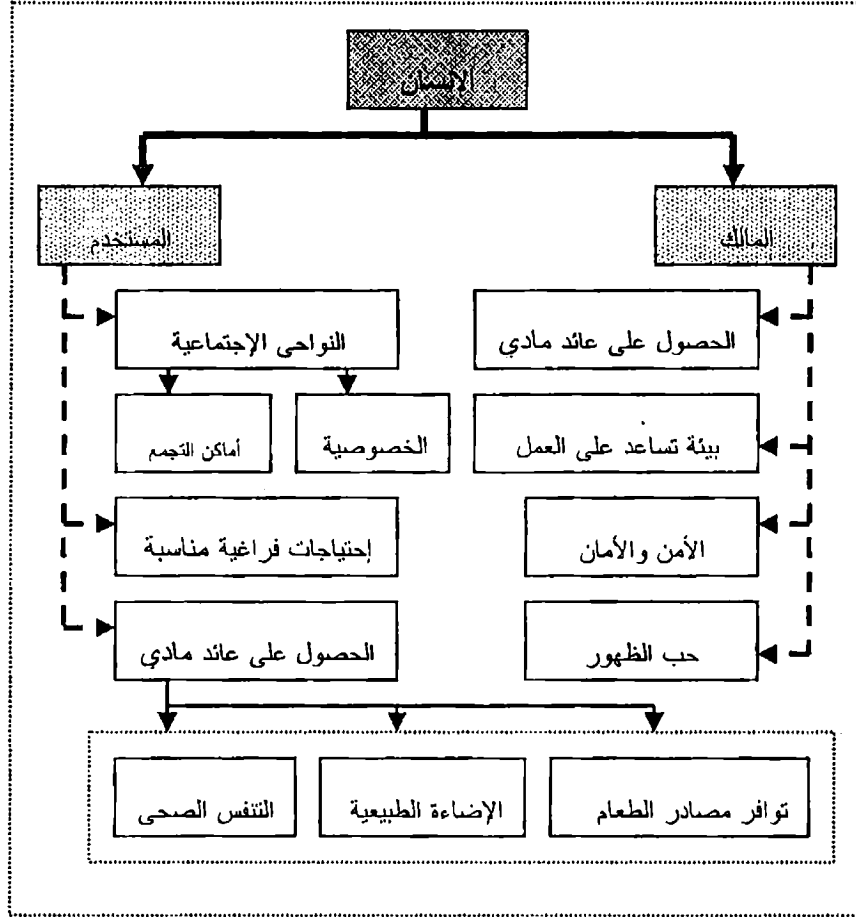 الإنسان
المالك
المستخدم
الحصول على عائد مادي
النواحى الإجتماعية
بيئة تساعد على العمل
الخصوصية
أماكن التجمع
الأمن والأمان
إحتياجات فراغية مناسبة
حب الظهور
الحصول على عائد مادي
توافر مصادر الطعام
الإضاءة الطبيعية
التنفس الصحى